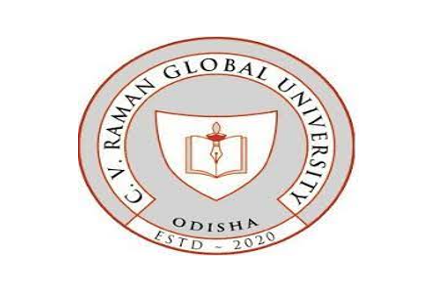 C. V. RAMAN GLOBAL UNIVERSITY
ODISHA
ESTD ~ 2020